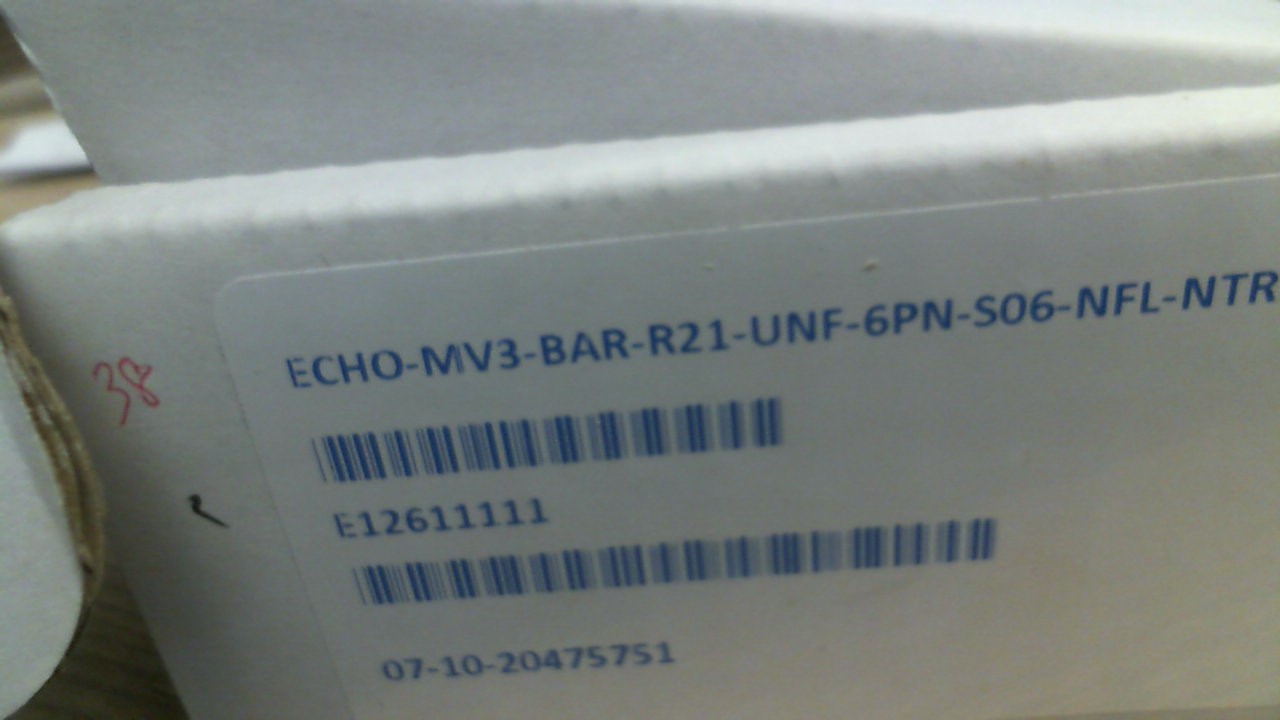 ECHO-MV3-BAR-R21-UNF-6PN-S06-NFL-NTR
38
E12611111
07-10-20475751